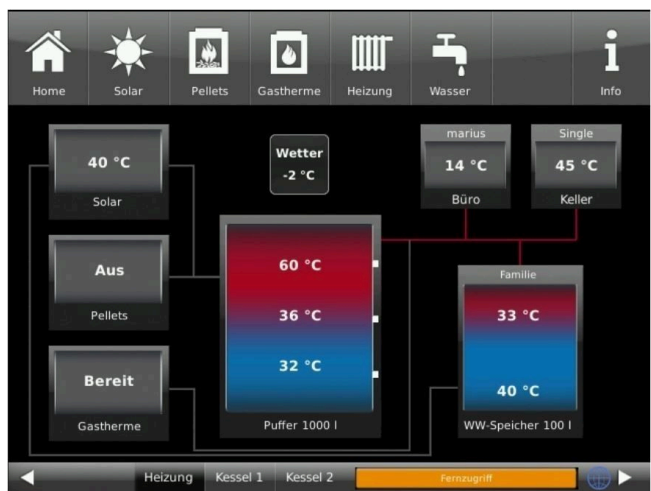 Home Solar Pellets Gastherme Heizung Wasser Info
marius Single
40 °C Wetter 14 °C 45 °C
-2 °C
Solar Büro Keller
Aus 60 °C Familie
Pellets 36 °C 33 °C
Bereit 32 °C 40 °C
Gastherme Puffer 1000 l WW-Speicher 100 l
Heizung Kessel 1 Kessel 2 Fernzugriff